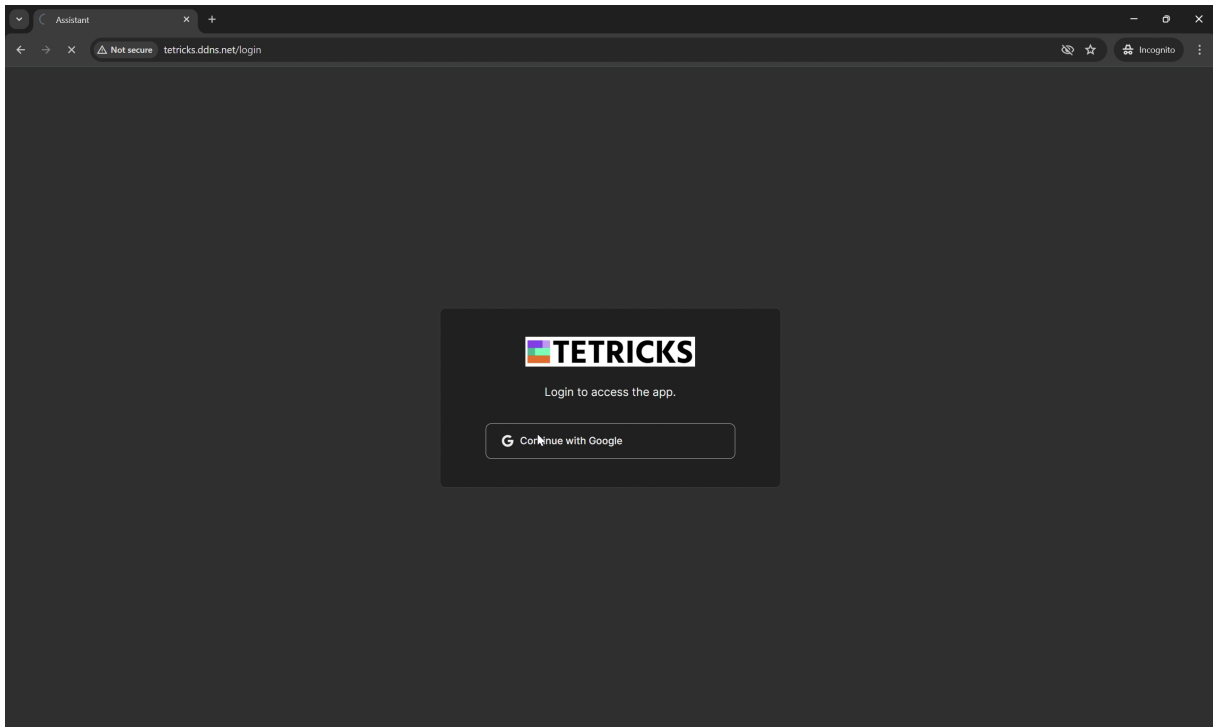 Assistant
Not secure tetricks.ddns.net/login
Incognito
TETRICKS
Login to access the app.
Continue with Google